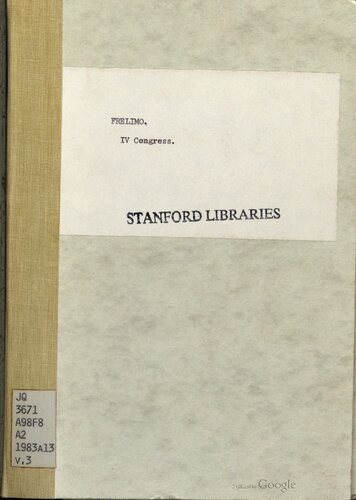 FRELIMO.
IV Congress.
STANFORD LIBRARIES
JQ
3671
A98F8
A2
1983A13
v.3
Digitized by Google